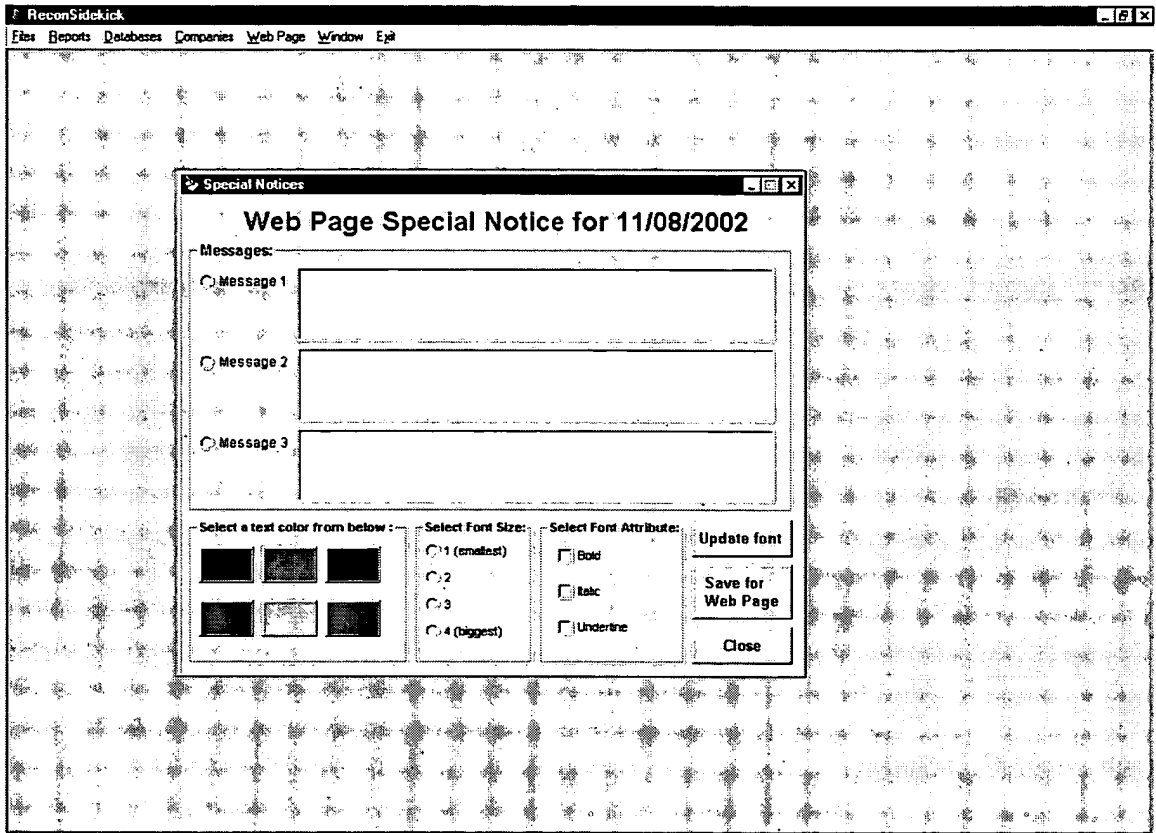 ReconSidekick
Files Reports Databases Companies Web Page Window Exit
Special Notices
Web Page Special Notice for 11/08/2002
Messages:
Message 1
Message 2
Message 3
Select a text color from below :
Select Font Size:
1 (smallest)
2
3
4 (biggest)
Select Font Attribute:
Bold
Italic
Underline
Update font
Save for
Web Page
Close